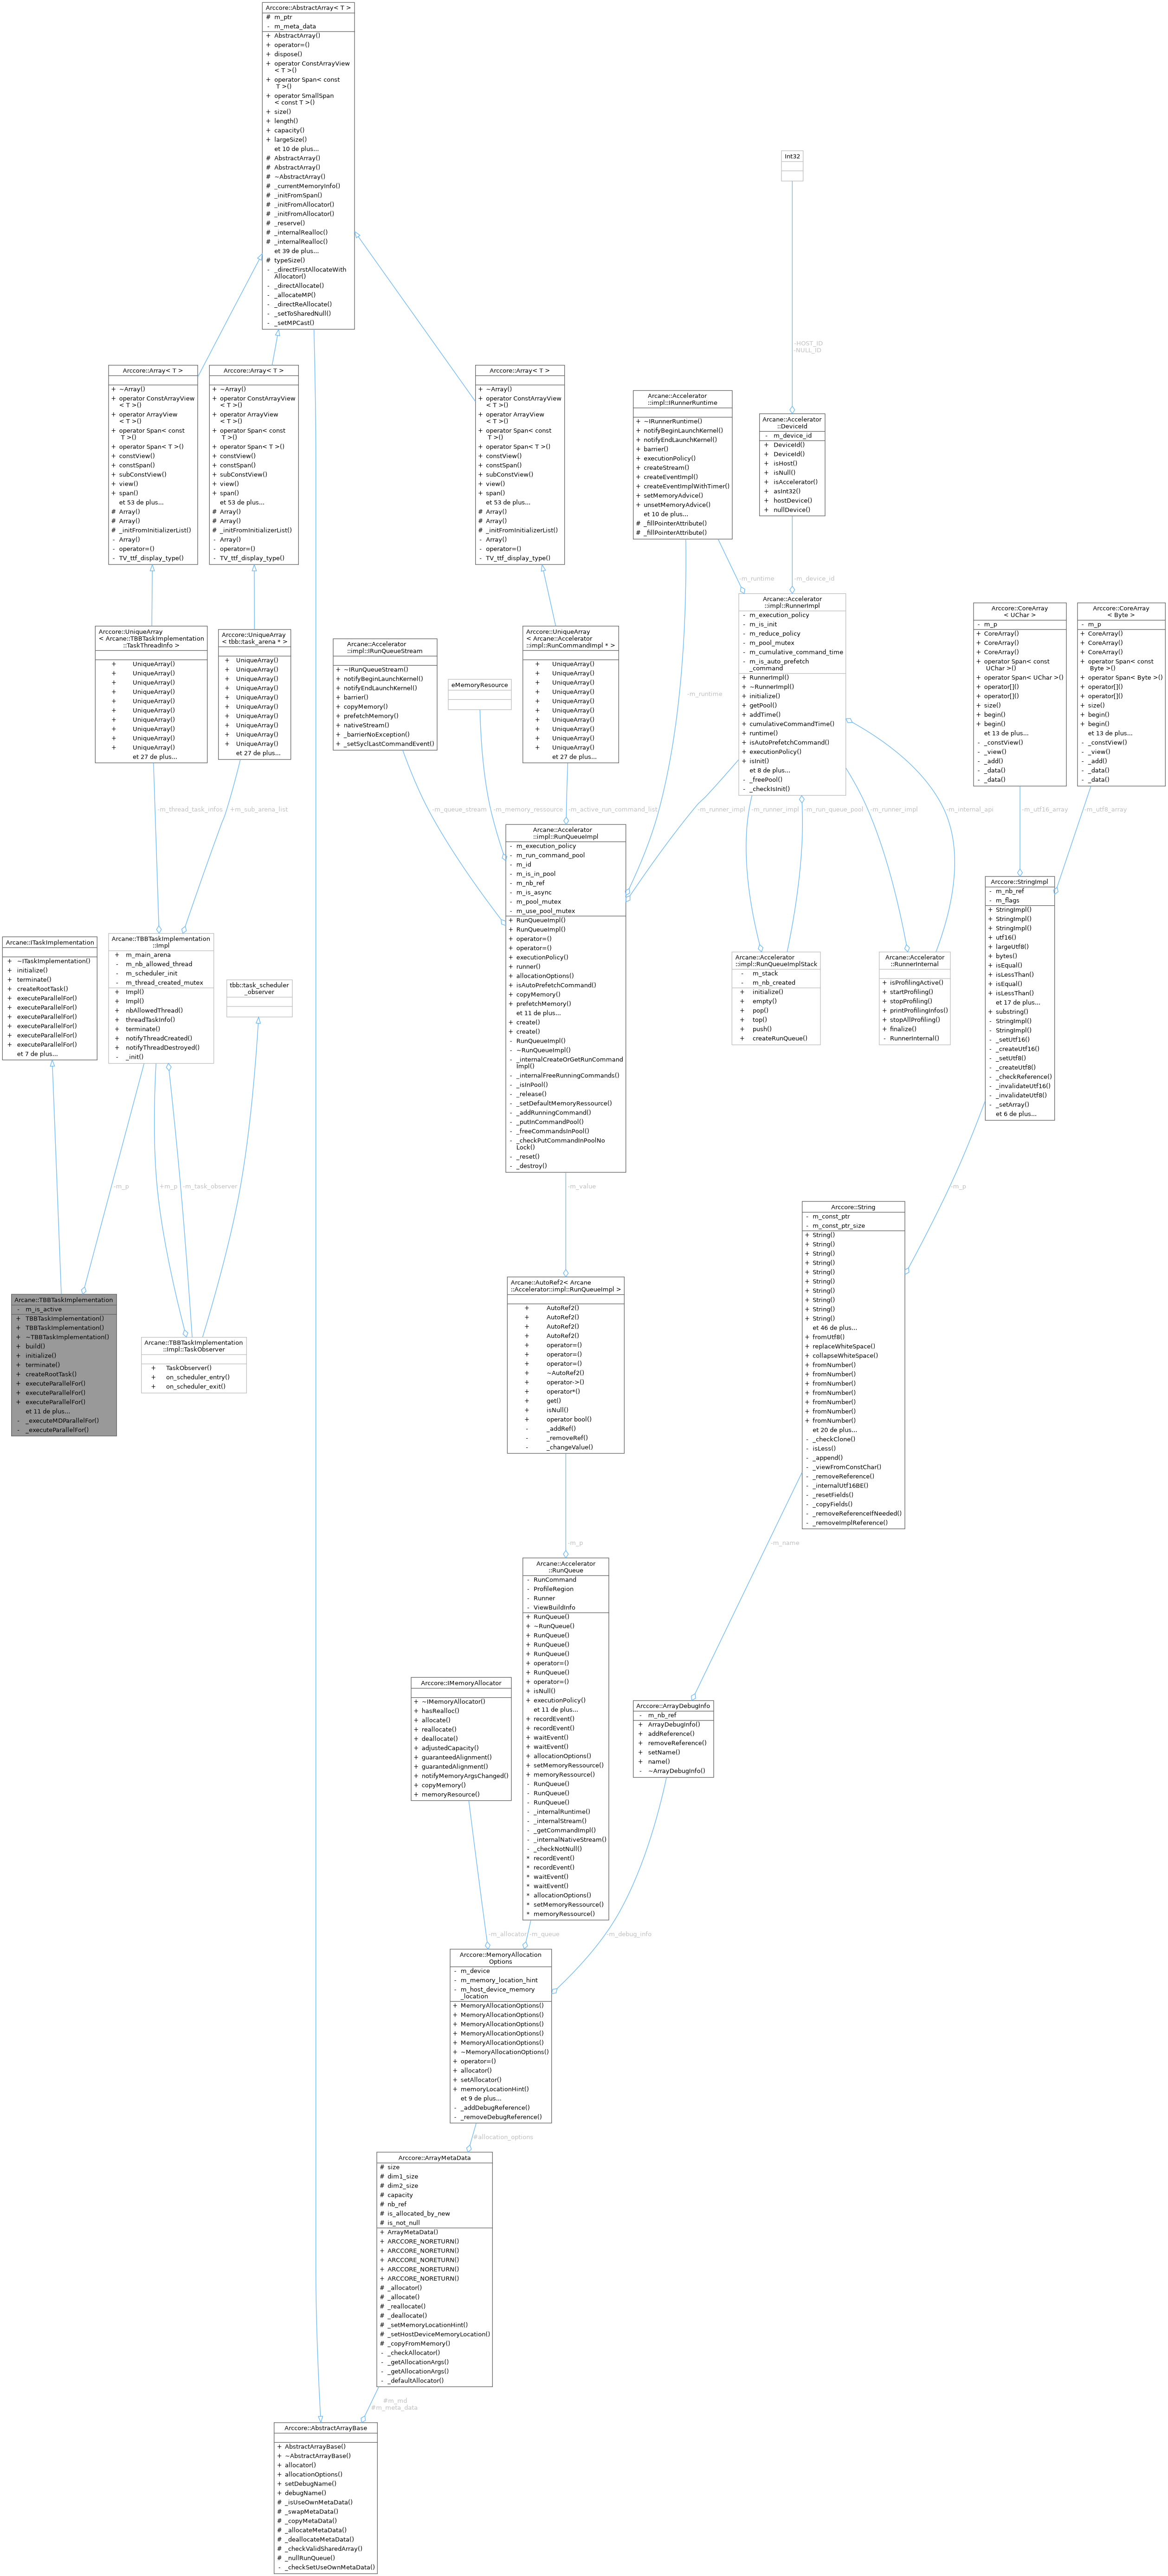 Arccore::AbstractArray< T >
# m_ptr
- m_meta_data
+ AbstractArray()
+ operator=()
+ dispose()
+ operator ConstArrayView
< T >()
+ operator Span< const
T >()
+ operator SmallSpan
< const T >()
+ size()
+ length()
+ capacity()
+ largeSize()
et 10 de plus...
# AbstractArray()
# AbstractArray()
# ~AbstractArray()
# _currentMemoryInfo()
# _initFromSpan()
# _initFromAllocator()
# _initFromAllocator()
# _reserve()
# _internalRealloc()
# _internalRealloc()
et 39 de plus...
# typeSize()
- _directFirstAllocateWith
Allocator()
- _directAllocate()
- _allocateMP()
- _directReAllocate()
- _setToSharedNull()
- _setMPCast()
Int32
-HOST_ID
-NULL_ID
Arccore::Array< T >
+ ~Array()
+ operator ConstArrayView
< T >()
+ operator ArrayView
< T >()
+ operator Span< const
T >()
+ operator Span< T >()
+ constView()
+ constSpan()
+ subConstView()
+ view()
+ span()
et 53 de plus...
# Array()
# Array()
# _initFromInitializerList()
- Array()
- operator=()
- TV_ttf_display_type()
Arccore::Array< T >
+ ~Array()
+ operator ConstArrayView
< T >()
+ operator ArrayView
< T >()
+ operator Span< const
T >()
+ operator Span< T >()
+ constView()
+ constSpan()
+ subConstView()
+ view()
+ span()
et 53 de plus...
# Array()
# Array()
# _initFromInitializerList()
- Array()
- operator=()
- TV_ttf_display_type()
Arccore::Array< T >
+ ~Array()
+ operator ConstArrayView
< T >()
+ operator ArrayView
< T >()
+ operator Span< const
T >()
+ operator Span< T >()
+ constView()
+ constSpan()
+ subConstView()
+ view()
+ span()
et 53 de plus...
# Array()
# Array()
# _initFromInitializerList()
- Array()
- operator=()
- TV_ttf_display_type()
Arcane::Accelerator
::impl::IRunnerRuntime
+ ~IRunnerRuntime()
+ notifyBeginLaunchKernel()
+ notifyEndLaunchKernel()
+ barrier()
+ executionPolicy()
+ createStream()
+ createEventImpl()
+ createEventImplWithTimer()
+ setMemoryAdvice()
+ unsetMemoryAdvice()
et 10 de plus...
# _fillPointerAttribute()
# _fillPointerAttribute()
Arcane::Accelerator
::DeviceId
- m_device_id
+ DeviceId()
+ DeviceId()
+ isHost()
+ isNull()
+ isAccelerator()
+ asInt32()
+ hostDevice()
+ nullDevice()
-m_runtime
-m_device_id
Arccore::UniqueArray
< Arcane::TBBTaskImplementation
::TaskThreadInfo >
+ UniqueArray()
+ UniqueArray()
+ UniqueArray()
+ UniqueArray()
+ UniqueArray()
+ UniqueArray()
+ UniqueArray()
+ UniqueArray()
+ UniqueArray()
+ UniqueArray()
et 27 de plus...
Arccore::UniqueArray
< tbb::task_arena * >
+ UniqueArray()
+ UniqueArray()
+ UniqueArray()
+ UniqueArray()
+ UniqueArray()
+ UniqueArray()
+ UniqueArray()
+ UniqueArray()
+ UniqueArray()
+ UniqueArray()
et 27 de plus...
Arcane::Accelerator
::impl::IRunQueueStream
+ ~IRunQueueStream()
+ notifyBeginLaunchKernel()
+ notifyEndLaunchKernel()
+ barrier()
+ copyMemory()
+ prefetchMemory()
+ nativeStream()
+ _barrierNoException()
+ _setSyclLastCommandEvent()
eMemoryResource
Arccore::UniqueArray
< Arcane::Accelerator
::impl::RunCommandImpl * >
+ UniqueArray()
+ UniqueArray()
+ UniqueArray()
+ UniqueArray()
+ UniqueArray()
+ UniqueArray()
+ UniqueArray()
+ UniqueArray()
+ UniqueArray()
+ UniqueArray()
et 27 de plus...
-m_runtime
Arcane::Accelerator
::impl::RunnerImpl
- m_execution_policy
- m_is_init
- m_reduce_policy
- m_pool_mutex
- m_cumulative_command_time
- m_is_auto_prefetch
_command
+ RunnerImpl()
+ ~RunnerImpl()
+ initialize()
+ getPool()
+ addTime()
+ cumulativeCommandTime()
+ runtime()
+ isAutoPrefetchCommand()
+ executionPolicy()
+ isInit()
et 8 de plus...
- _freePool()
- _checkIsInit()
Arccore::CoreArray
< UChar >
- m_p
+ CoreArray()
+ CoreArray()
+ CoreArray()
+ operator Span< const
UChar >()
+ operator Span< UChar >()
+ operator[]()
+ operator[]()
+ size()
+ begin()
+ begin()
et 13 de plus...
- _constView()
- _view()
- _add()
- _data()
- _data()
Arccore::CoreArray
< Byte >
- m_p
+ CoreArray()
+ CoreArray()
+ CoreArray()
+ operator Span< const
Byte >()
+ operator Span< Byte >()
+ operator[]()
+ operator[]()
+ size()
+ begin()
+ begin()
et 13 de plus...
- _constView()
- _view()
- _add()
- _data()
- _data()
-m_thread_task_infos
+m_sub_arena_list
-m_queue_stream
-m_memory_ressource
-m_active_run_command_list
-m_runner_impl
-m_runner_impl
-m_run_queue_pool
-m_runner_impl
-m_internal_api
-m_utf16_array
-m_utf8_array
Arcane::Accelerator
::impl::RunQueueImpl
- m_execution_policy
- m_run_command_pool
- m_id
- m_is_in_pool
- m_nb_ref
- m_is_async
- m_pool_mutex
- m_use_pool_mutex
+ RunQueueImpl()
+ RunQueueImpl()
+ operator=()
+ operator=()
+ executionPolicy()
+ runner()
+ allocationOptions()
+ isAutoPrefetchCommand()
+ copyMemory()
+ prefetchMemory()
et 11 de plus...
+ create()
+ create()
- RunQueueImpl()
- ~RunQueueImpl()
- _internalCreateOrGetRunCommand
Impl()
- _internalFreeRunningCommands()
- _isInPool()
- _release()
- _setDefaultMemoryRessource()
- _addRunningCommand()
- _putInCommandPool()
- _freeCommandsInPool()
- _checkPutCommandInPoolNo
Lock()
- _reset()
- _destroy()
Arccore::StringImpl
- m_nb_ref
- m_flags
+ StringImpl()
+ StringImpl()
+ StringImpl()
+ utf16()
+ largeUtf8()
+ bytes()
+ isEqual()
+ isLessThan()
+ isEqual()
+ isLessThan()
et 17 de plus...
+ substring()
- StringImpl()
- StringImpl()
- _setUtf16()
- _createUtf16()
- _setUtf8()
- _createUtf8()
- _checkReference()
- _invalidateUtf16()
- _invalidateUtf8()
- _setArray()
et 6 de plus...
Arcane::ITaskImplementation
+ ~ITaskImplementation()
+ initialize()
+ terminate()
+ createRootTask()
+ executeParallelFor()
+ executeParallelFor()
+ executeParallelFor()
+ executeParallelFor()
+ executeParallelFor()
+ executeParallelFor()
et 7 de plus...
Arcane::TBBTaskImplementation
::Impl
+ m_main_arena
- m_nb_allowed_thread
- m_scheduler_init
- m_thread_created_mutex
+ Impl()
+ Impl()
+ nbAllowedThread()
+ threadTaskInfo()
+ terminate()
+ notifyThreadCreated()
+ notifyThreadDestroyed()
- _init()
tbb::task_scheduler
_observer
Arcane::Accelerator
::impl::RunQueueImplStack
- m_stack
- m_nb_created
+ initialize()
+ empty()
+ pop()
+ top()
+ push()
+ createRunQueue()
Arcane::Accelerator
::RunnerInternal
+ isProfilingActive()
+ startProfiling()
+ stopProfiling()
+ printProfilingInfos()
+ stopAllProfiling()
+ finalize()
- RunnerInternal()
-m_p
+m_p
-m_task_observer
-m_value
-m_p
Arcane::TBBTaskImplementation
- m_is_active
+ TBBTaskImplementation()
+ TBBTaskImplementation()
+ ~TBBTaskImplementation()
+ build()
+ initialize()
+ terminate()
+ createRootTask()
+ executeParallelFor()
+ executeParallelFor()
+ executeParallelFor()
et 11 de plus...
- _executeMDParallelFor()
- _executeParallelFor()
Arcane::TBBTaskImplementation
::Impl::TaskObserver
+ TaskObserver()
+ on_scheduler_entry()
+ on_scheduler_exit()
Arcane::AutoRef2< Arcane
::Accelerator::impl::RunQueueImpl >
+ AutoRef2()
+ AutoRef2()
+ AutoRef2()
+ AutoRef2()
+ operator=()
+ operator=()
+ operator=()
+ ~AutoRef2()
+ operator->()
+ operator*()
+ get()
+ isNull()
+ operator bool()
- _addRef()
- _removeRef()
- _changeValue()
Arccore::String
- m_const_ptr
- m_const_ptr_size
+ String()
+ String()
+ String()
+ String()
+ String()
+ String()
+ String()
+ String()
+ String()
+ String()
et 46 de plus...
+ fromUtf8()
+ replaceWhiteSpace()
+ collapseWhiteSpace()
+ fromNumber()
+ fromNumber()
+ fromNumber()
+ fromNumber()
+ fromNumber()
+ fromNumber()
+ fromNumber()
et 20 de plus...
- _checkClone()
- isLess()
- _append()
- _viewFromConstChar()
- _removeReference()
- _internalUtf16BE()
- _resetFields()
- _copyFields()
- _removeReferenceIfNeeded()
- _removeImplReference()
-m_p
-m_name
Arcane::Accelerator
::RunQueue
- RunCommand
- ProfileRegion
- Runner
- ViewBuildInfo
+ RunQueue()
+ ~RunQueue()
+ RunQueue()
+ RunQueue()
+ RunQueue()
+ operator=()
+ RunQueue()
+ operator=()
+ isNull()
+ executionPolicy()
et 11 de plus...
+ recordEvent()
+ recordEvent()
+ waitEvent()
+ waitEvent()
+ allocationOptions()
+ setMemoryRessource()
+ memoryRessource()
- RunQueue()
- RunQueue()
- RunQueue()
- _internalRuntime()
- _internalStream()
- _getCommandImpl()
- _internalNativeStream()
- _checkNotNull()
* recordEvent()
* recordEvent()
* waitEvent()
* waitEvent()
* allocationOptions()
* setMemoryRessource()
* memoryRessource()
Arccore::IMemoryAllocator
+ ~IMemoryAllocator()
+ hasRealloc()
+ allocate()
+ reallocate()
+ deallocate()
+ adjustedCapacity()
+ guaranteedAlignment()
+ guarantedAlignment()
+ notifyMemoryArgsChanged()
+ copyMemory()
+ memoryResource()
Arccore::ArrayDebugInfo
- m_nb_ref
+ ArrayDebugInfo()
+ addReference()
+ removeReference()
+ setName()
+ name()
- ~ArrayDebugInfo()
-m_allocator
-m_queue
-m_debug_info
Arccore::MemoryAllocation
Options
- m_device
- m_memory_location_hint
- m_host_device_memory
_location
+ MemoryAllocationOptions()
+ MemoryAllocationOptions()
+ MemoryAllocationOptions()
+ MemoryAllocationOptions()
+ MemoryAllocationOptions()
+ ~MemoryAllocationOptions()
+ operator=()
+ allocator()
+ setAllocator()
+ memoryLocationHint()
et 9 de plus...
- _addDebugReference()
- _removeDebugReference()
#allocation_options
Arccore::ArrayMetaData
# size
# dim1_size
# dim2_size
# capacity
# nb_ref
# is_allocated_by_new
# is_not_null
+ ArrayMetaData()
+ ARCCORE_NORETURN()
+ ARCCORE_NORETURN()
+ ARCCORE_NORETURN()
+ ARCCORE_NORETURN()
+ ARCCORE_NORETURN()
# _allocator()
# _allocate()
# _reallocate()
# _deallocate()
# _setMemoryLocationHint()
# _setHostDeviceMemoryLocation()
# _copyFromMemory()
- _checkAllocator()
- _getAllocationArgs()
- _getAllocationArgs()
- _defaultAllocator()
#m_md
#m_meta_data
Arccore::AbstractArrayBase
+ AbstractArrayBase()
+ ~AbstractArrayBase()
+ allocator()
+ allocationOptions()
+ setDebugName()
+ debugName()
# _isUseOwnMetaData()
# _swapMetaData()
# _copyMetaData()
# _allocateMetaData()
# _deallocateMetaData()
# _checkValidSharedArray()
# _nullRunQueue()
- _checkSetUseOwnMetaData()